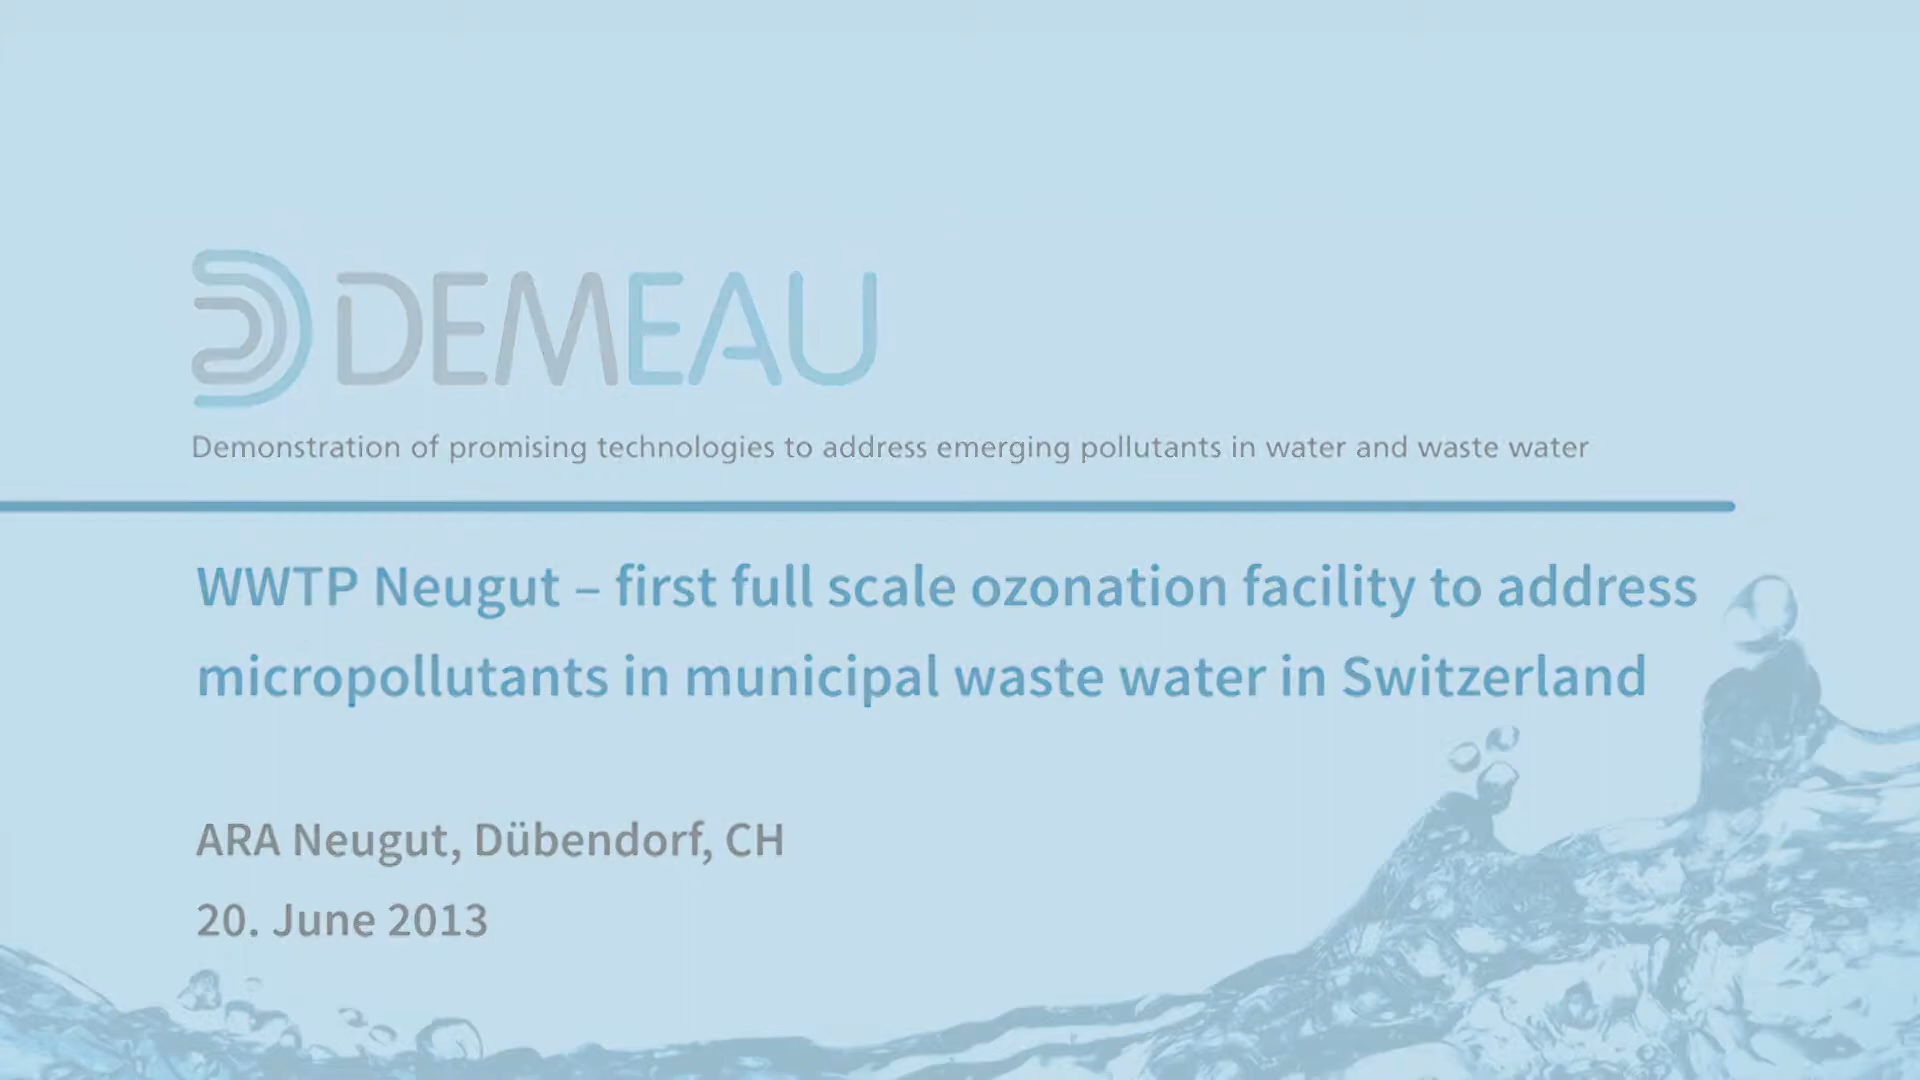 DEMEAU
Demonstration of promising technologies to address emerging pollutants in water and waste water
WWTP Neugut – first full scale ozonation facility to address
micropollutants in municipal waste water in Switzerland
ARA Neugut, Dübendorf, CH
20. June 2013